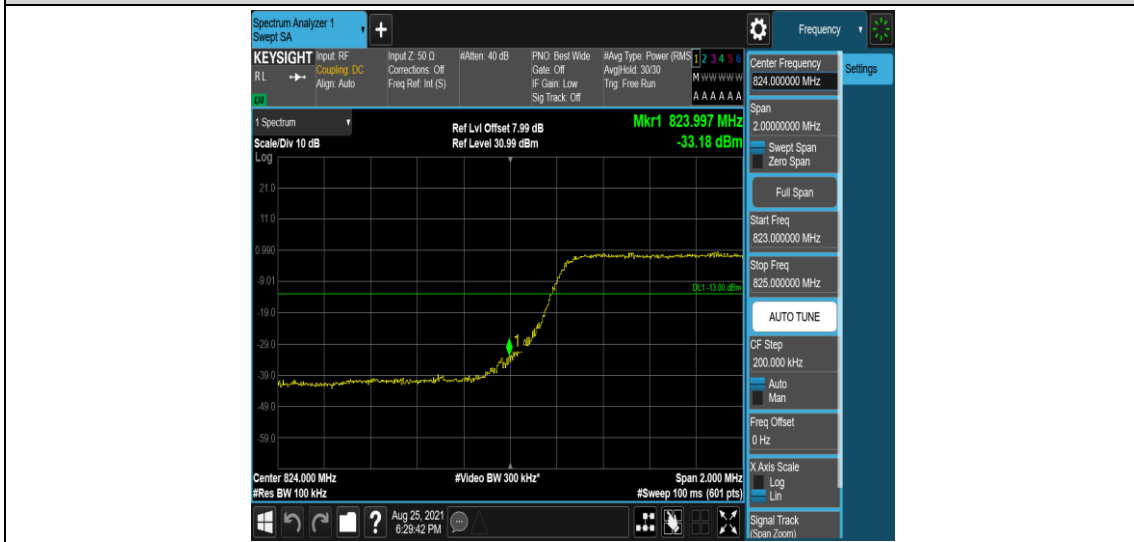 Spectrum Analyzer 1
Swept SA
+
Frequency
KEYSIGHT
RL
LXI
Input: RF
Coupling: DC
Align: Auto
Input Z: 50 Ω
Corrections: Off
Freq Ref: Int (S)
#Atten: 40 dB
PNO: Best Wide
Gate: Off
IF Gain: Low
Sig Track: Off
#Avg Type: Power (RMS
Avg|Hold: 30/30
Trig: Free Run
1 2 3 4 5 6
M W W W W W
A A A A A A
1 Spectrum
Scale/Div 10 dB
Log
Ref Lvl Offset 7.99 dB
Ref Level 30.99 dBm
Mkr1 823.997 MHz
-33.18 dBm
21.0
11.0
0.990
-9.01
-19.0
-29.0
-39.0
-49.0
-59.0
DL1 -13.00 dBm
1
Center 824.000 MHz
#Res BW 100 kHz
#Video BW 300 kHz*
Span 2.000 MHz
#Sweep 100 ms (601 pts)
?
Aug 25, 2021
6:29:42 PM
Center Frequency
824.000000 MHz
Settings
Span
2.00000000 MHz
Swept Span
Zero Span
Full Span
Start Freq
823.000000 MHz
Stop Freq
825.000000 MHz
AUTO TUNE
CF Step
200.000 kHz
Auto
Man
Freq Offset
0 Hz
X Axis Scale
Log
Lin
Signal Track
(Span Zoom)